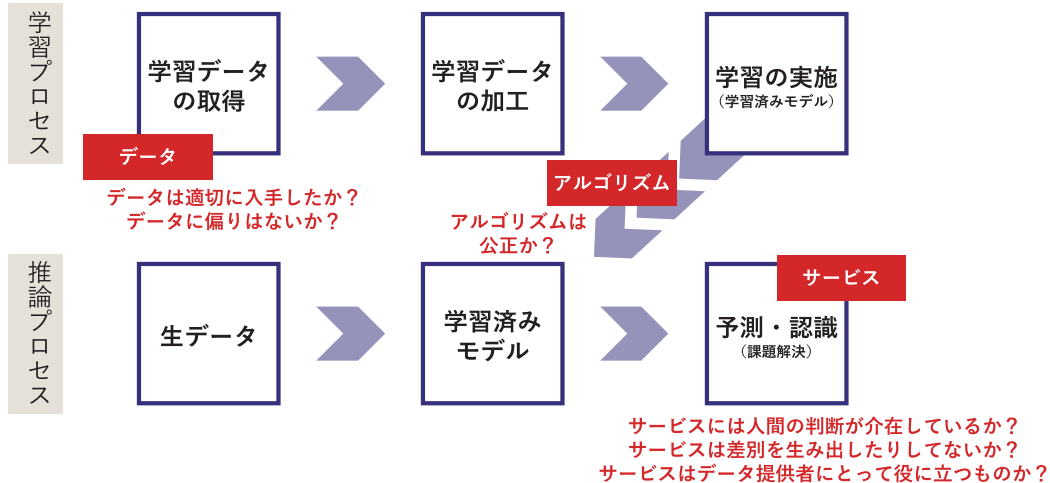 学習プロセス
学習データ
の取得
学習データ
の加工
学習の実施
（学習済みモデル）
データ
データは適切に入手したか？
データに偏りはないか？
アルゴリズム
アルゴリズムは
公正か？
推論プロセス
生データ
学習済み
モデル
サービス
予測・認識
（課題解決）
サービスには人間の判断が介在しているか？
サービスは差別を生み出したりしてないか？
サービスはデータ提供者にとって役に立つものか？